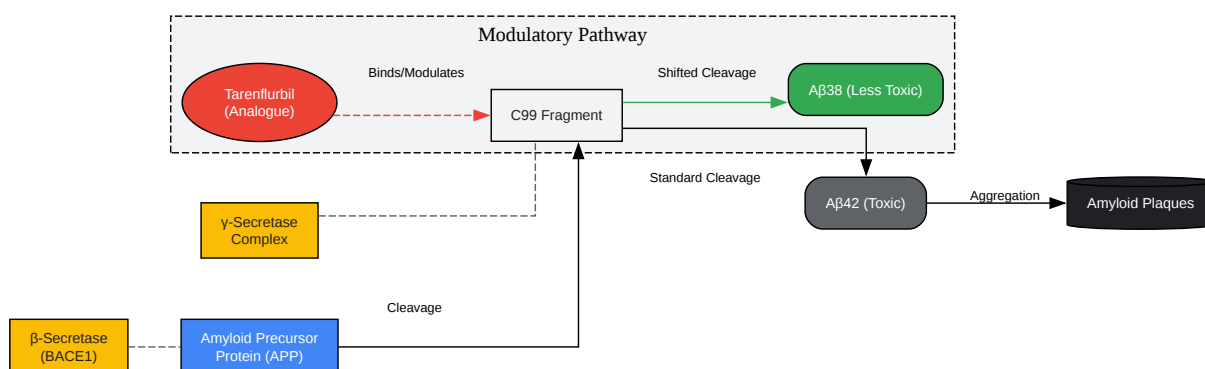 Modulatory Pathway
Tarenflurbil
(Analogue)
Binds/Modulates
C99 Fragment
Shifted Cleavage
Aβ38 (Less Toxic)
Standard Cleavage
Aβ42 (Toxic)
Aggregation
Amyloid Plaques
γ-Secretase
Complex
Cleavage
β-Secretase
(BACE1)
Amyloid Precursor
Protein (APP)